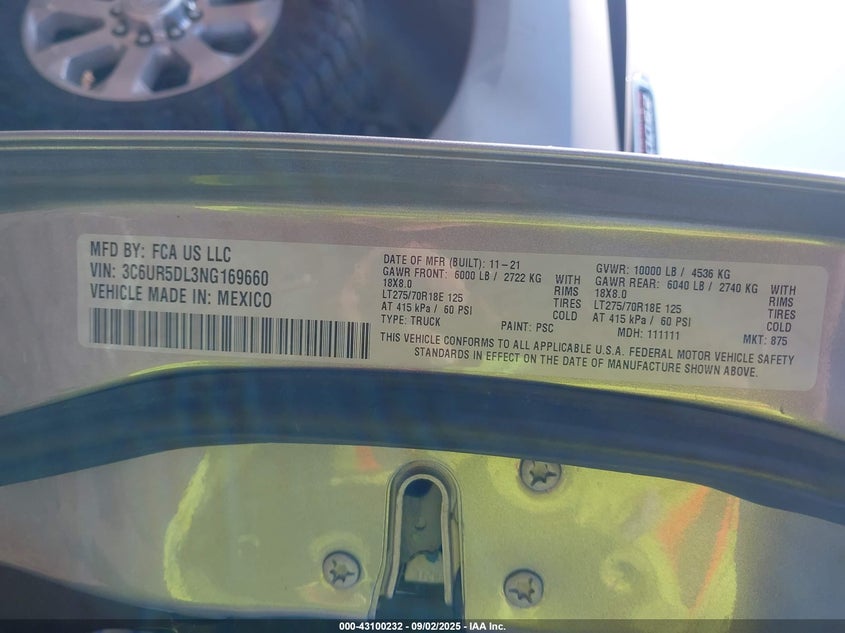 MFD BY: FCA US LLC
VIN: 3C6UR5DL3NG169660
VEHICLE MADE IN: MEXICO
DATE OF MFR (BUILT): 11-21
GAWR FRONT: 6000 LB / 2722 KG WITH
18X8.0 RIMS
LT275/70R18E 125 TIRES
AT 415 kPa / 60 PSI COLD
TYPE: TRUCK PAINT: PSC
GVWR: 10000 LB / 4536 KG
GAWR REAR: 6040 LB / 2740 KG WITH
18X8.0 RIMS
LT275/70R18E 125 TIRES
AT 415 kPa / 60 PSI COLD
MDH: 111111 MKT: 875
THIS VEHICLE CONFORMS TO ALL APPLICABLE U.S.A. FEDERAL MOTOR VEHICLE SAFETY
STANDARDS IN EFFECT ON THE DATE OF MANUFACTURE SHOWN ABOVE.
000-43100232 - 09/02/2025 - IAA Inc.